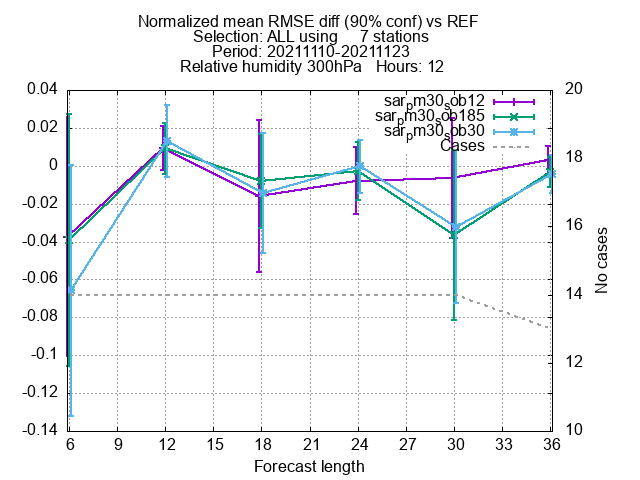 Normalized mean RMSE diff (90% conf) vs REF
Selection: ALL using     7 stations
Period: 20211110-20211123
Relative humidity 300hPa   Hours: 12
sar_pm30_sob12
sar_pm30_sob185
sar_pm30_sob30
Cases
0.04
0.02
0
-0.02
-0.04
-0.06
-0.08
-0.1
-0.12
-0.14
20
18
16
14
12
10
No cases
6 9 12 15 18 21 24 27 30 33 36
Forecast length